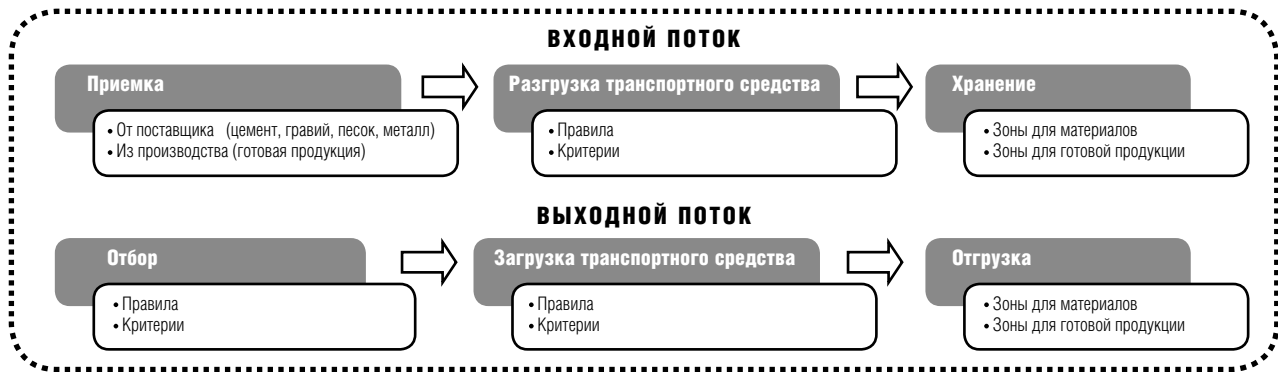 ВХОДНОЙ ПОТОК
Приемка
• От поставщика (цемент, гравий, песок, металл)
• Из производства (готовая продукция)
Разгрузка транспортного средства
• Правила
• Критерии
Хранение
• Зоны для материалов
• Зоны для готовой продукции
ВЫХОДНОЙ ПОТОК
Отбор
• Правила
• Критерии
Загрузка транспортного средства
• Правила
• Критерии
Отгрузка
• Зоны для материалов
• Зоны для готовой продукции